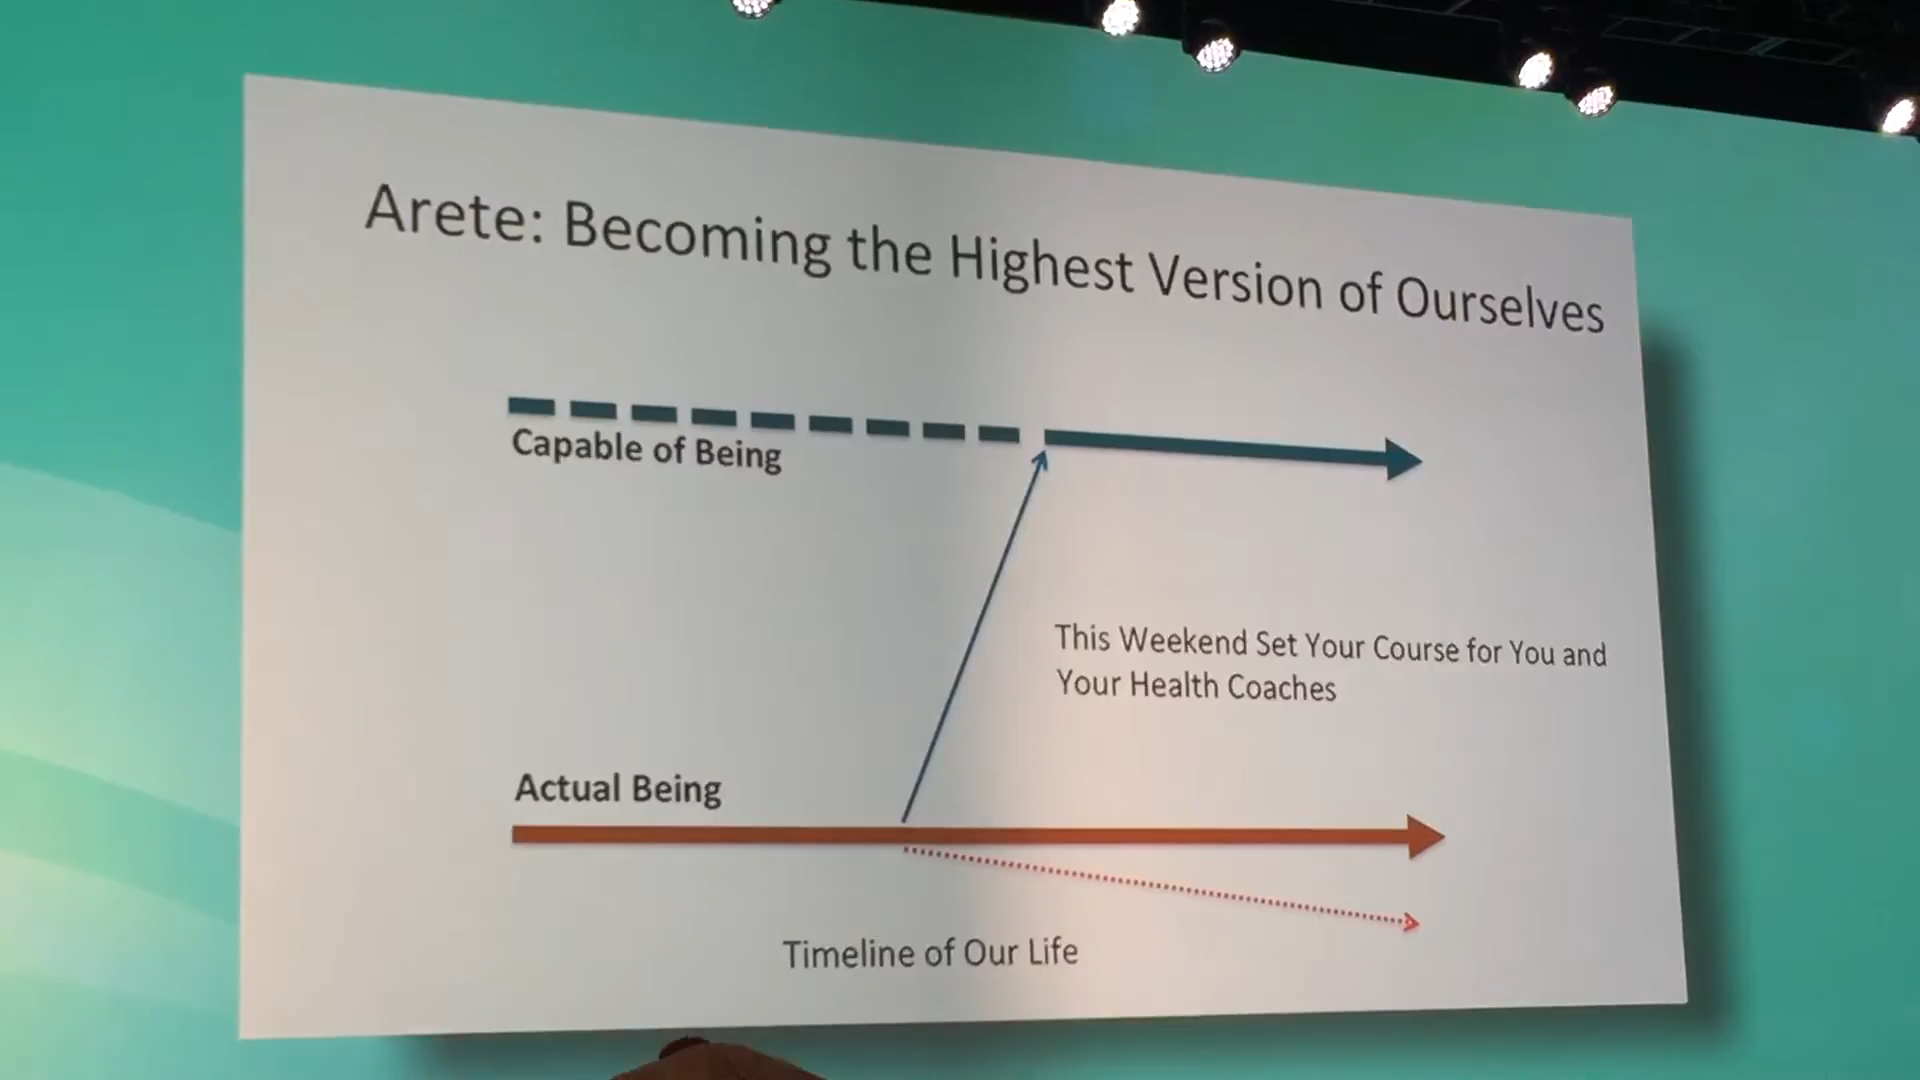 Arete: Becoming the Highest Version of Ourselves
Capable of Being
This Weekend Set Your Course for You and
Your Health Coaches
Actual Being
Timeline of Our Life